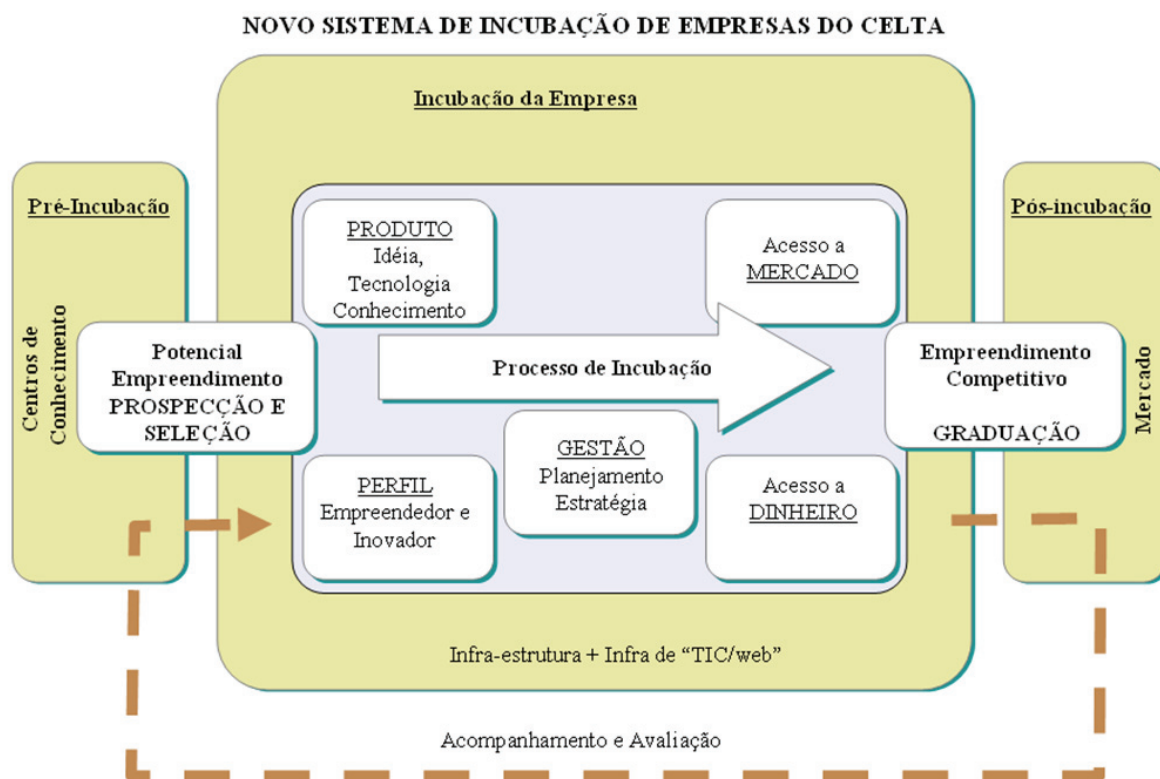 NOVO SISTEMA DE INCUBAÇÃO DE EMPRESAS DO CELTA
Incubação da Empresa
Pré-Incubação
Pós-incubação
PRODUTO
Idéia,
Tecnologia
Conhecimento
Acesso a
MERCADO
Centros de
Conhecimento
Potencial
Empreendimento
PROSPECÇÃO E
SELEÇÃO
Processo de Incubação
Empreendimento
Competitivo
GRADUAÇÃO
Mercado
GESTÃO
Planejamento
Estratégia
PERFIL
Empreendedor e
Inovador
Acesso a
DINHEIRO
Infra-estrutura + Infra de “TIC/web”
Acompanhamento e Avaliação